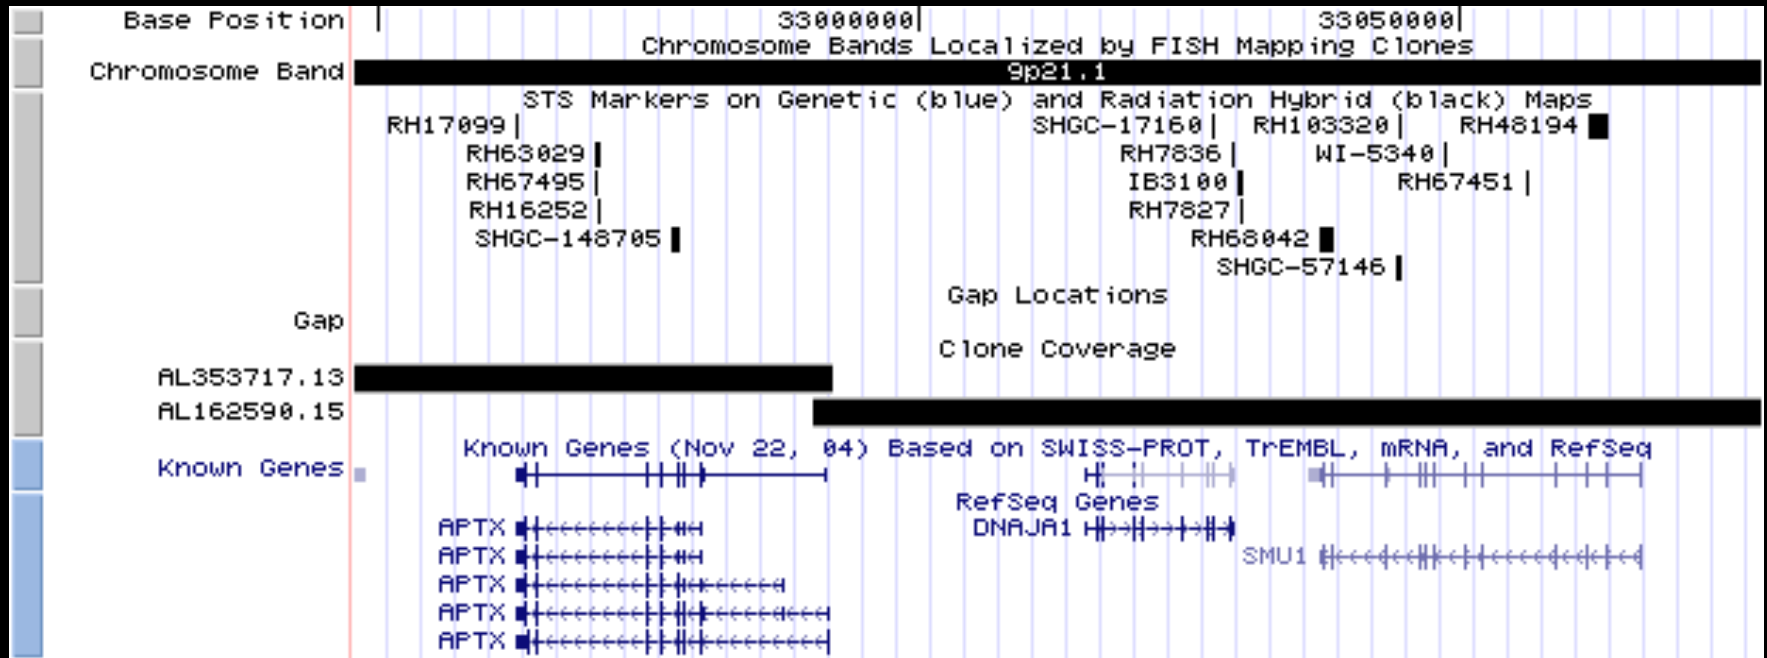 Base Position 33000000 33050000
Chromosome Bands Localized by FISH Mapping Clones
Chromosome Band 9p21.1
STS Markers on Genetic (blue) and Radiation Hybrid (black) Maps
RH17099 SHGC-17160 RH103320 RH48194
RH63029 RH7836 WI-5340
RH67495 IB3100 RH67451
RH16252 RH7827
SHGC-148705 RH68042
SHGC-57146
Gap Locations
Gap
Clone Coverage
AL353717.13
AL162590.15
Known Genes (Nov 22, 04) Based on SWISS-PROT, TrEMBL, mRNA, and RefSeq
Known Genes
RefSeq Genes
APTX DNAJA1
APTX SMU1
APTX
APTX
APTX